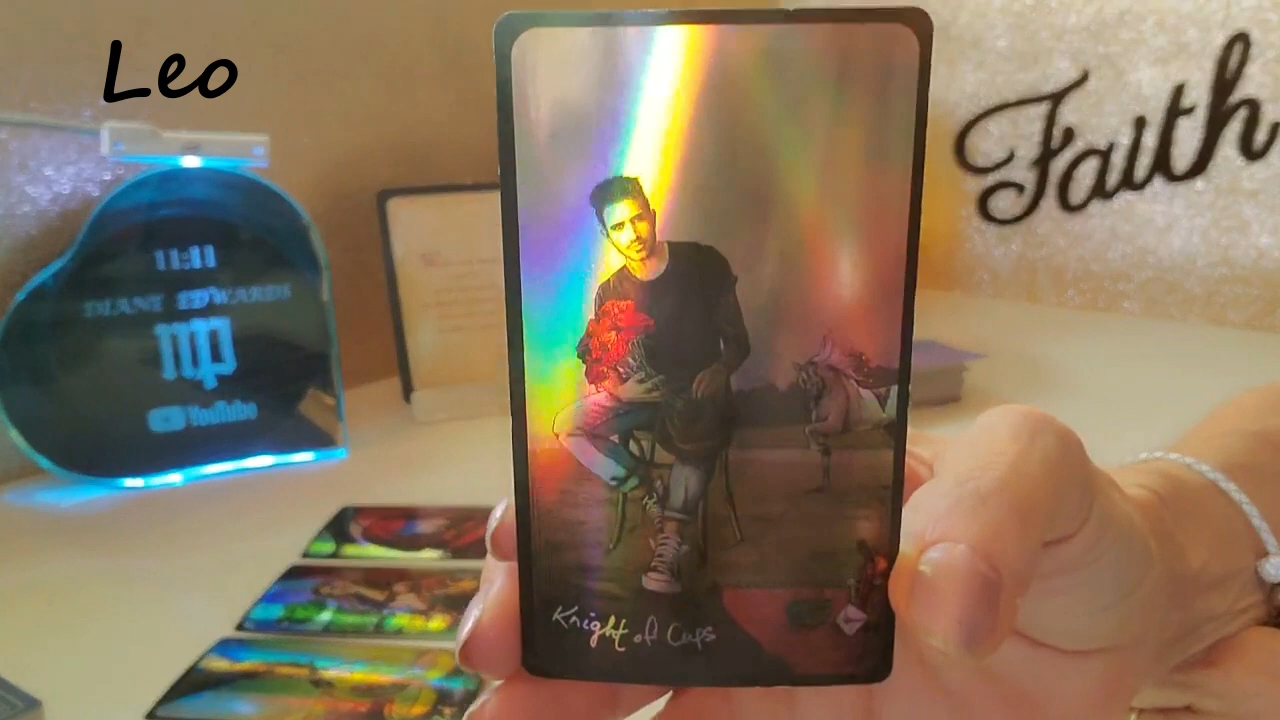 Leo
Faith
11:11
DIANE EDWARDS
YouTube
Knight of Cups